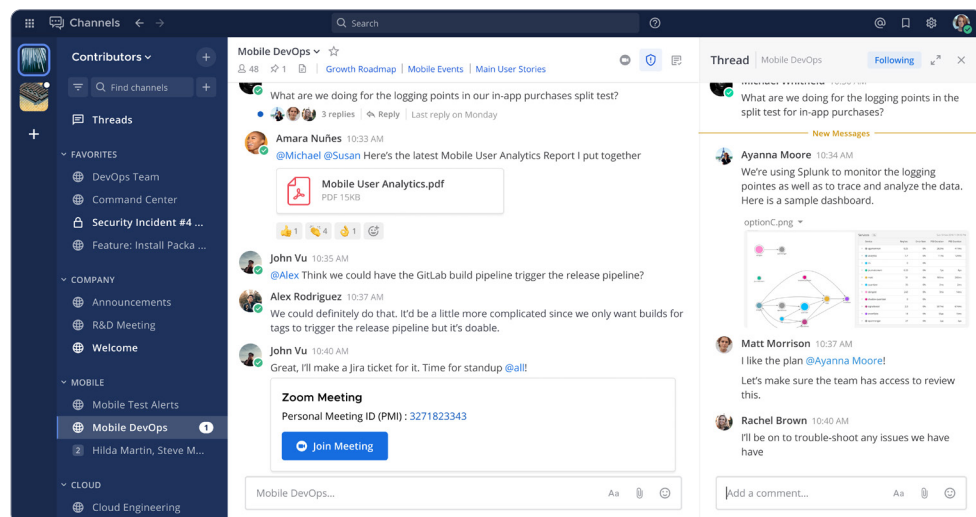 Channels
Search
Contributors
Find channels
Threads
FAVORITES
DevOps Team
Command Center
Security Incident #4 ...
Feature: Install Packa ...
COMPANY
Announcements
R&D Meeting
Welcome
MOBILE
Mobile Test Alerts
Mobile DevOps 1
2 Hilda Martin, Steve M...
CLOUD
Cloud Engineering
Mobile DevOps
48 1 Growth Roadmap Mobile Events Main User Stories
What are we doing for the logging points in our in-app purchases split test?
3 replies Reply Last reply on Monday
Amara Nuñes 10:33 AM
@Michael @Susan Here's the latest Mobile User Analytics Report I put together
Mobile User Analytics.pdf
PDF 15KB
1 4 1
John Vu 10:35 AM
@Alex Think we could have the GitLab build pipeline trigger the release pipeline?
Alex Rodriguez 10:37 AM
We could definitely do that. It'd be a little more complicated since we only want builds for
tags to trigger the release pipeline but it's doable.
John Vu 10:40 AM
Great, I'll make a Jira ticket for it. Time for standup @all!
Zoom Meeting
Personal Meeting ID (PMI) : 3271823343
Join Meeting
Mobile DevOps...
Aa
Thread Mobile DevOps Following
What are we doing for the logging points in the
split test for in-app purchases?
New Messages
Ayanna Moore 10:34 AM
We're using Splunk to monitor the logging
pointes as well as to trace and analyze the data.
Here is a sample dashboard.
optionC.png
Matt Morrison 10:37 AM
I like the plan @Ayanna Moore!
Let's make sure the team has access to review
this.
Rachel Brown 10:40 AM
I'll be on to trouble-shoot any issues we have
have
Add a comment...
Aa